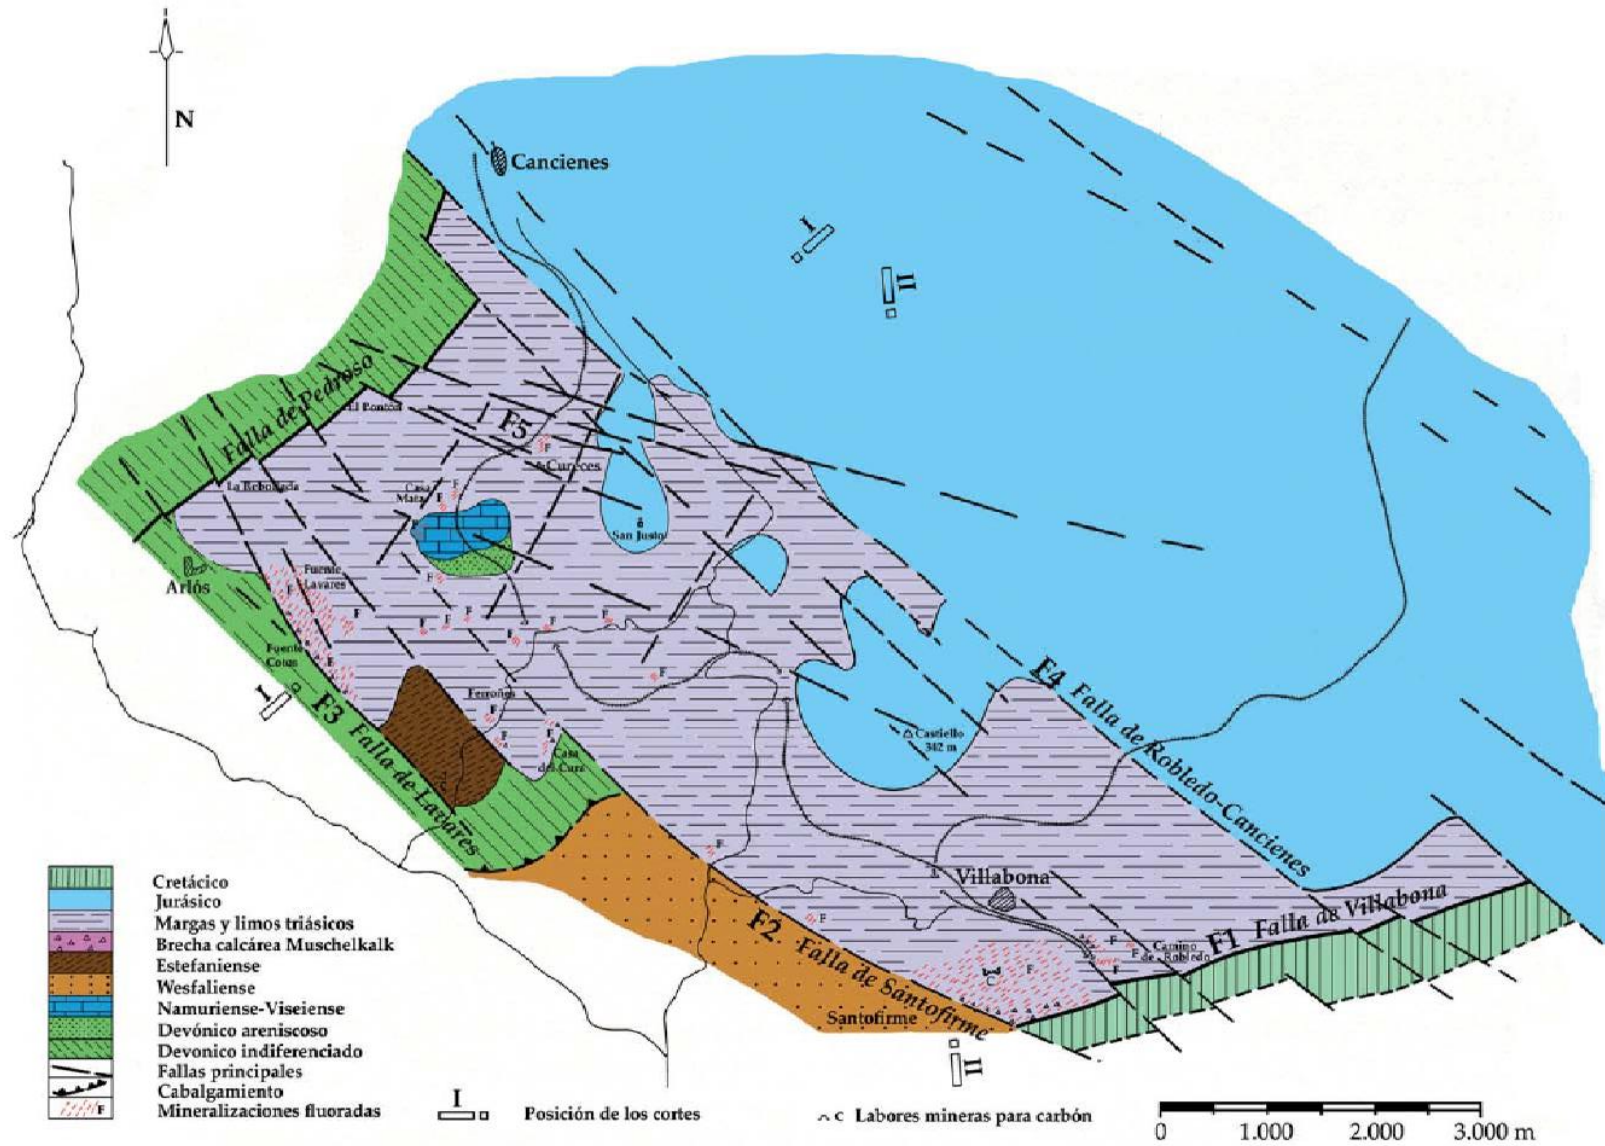 N
Cancienes
I
II
Falla de Pedroso
El Pontón
F5
La Rebollada
Casa
Maea
F
Cureces
San Justo
Arlós
Fuente
Lavares
Fuente
Cotos
I
F3 Falla de Lavares
Ferroñes
Casa
del Cura
Castiello
342 m
F4 Falla de Robledo-Cancienes
Villabona
F2 Falla de Santofirme
Santofirme
C
F
Camino
de Robledo
F1 Falla de Villabona
II
Cretácico
Jurásico
Margas y limos triásicos
Brecha calcárea Muschelkalk
Estefaniense
Wesfaliense
Namuriense-Viseiense
Devónico areniscoso
Devonico indiferenciado
Fallas principales
Cabalgamiento
F Mineralizaciones fluoradas
I Posición de los cortes
C Labores mineras para carbón
0 1.000 2.000 3.000 m